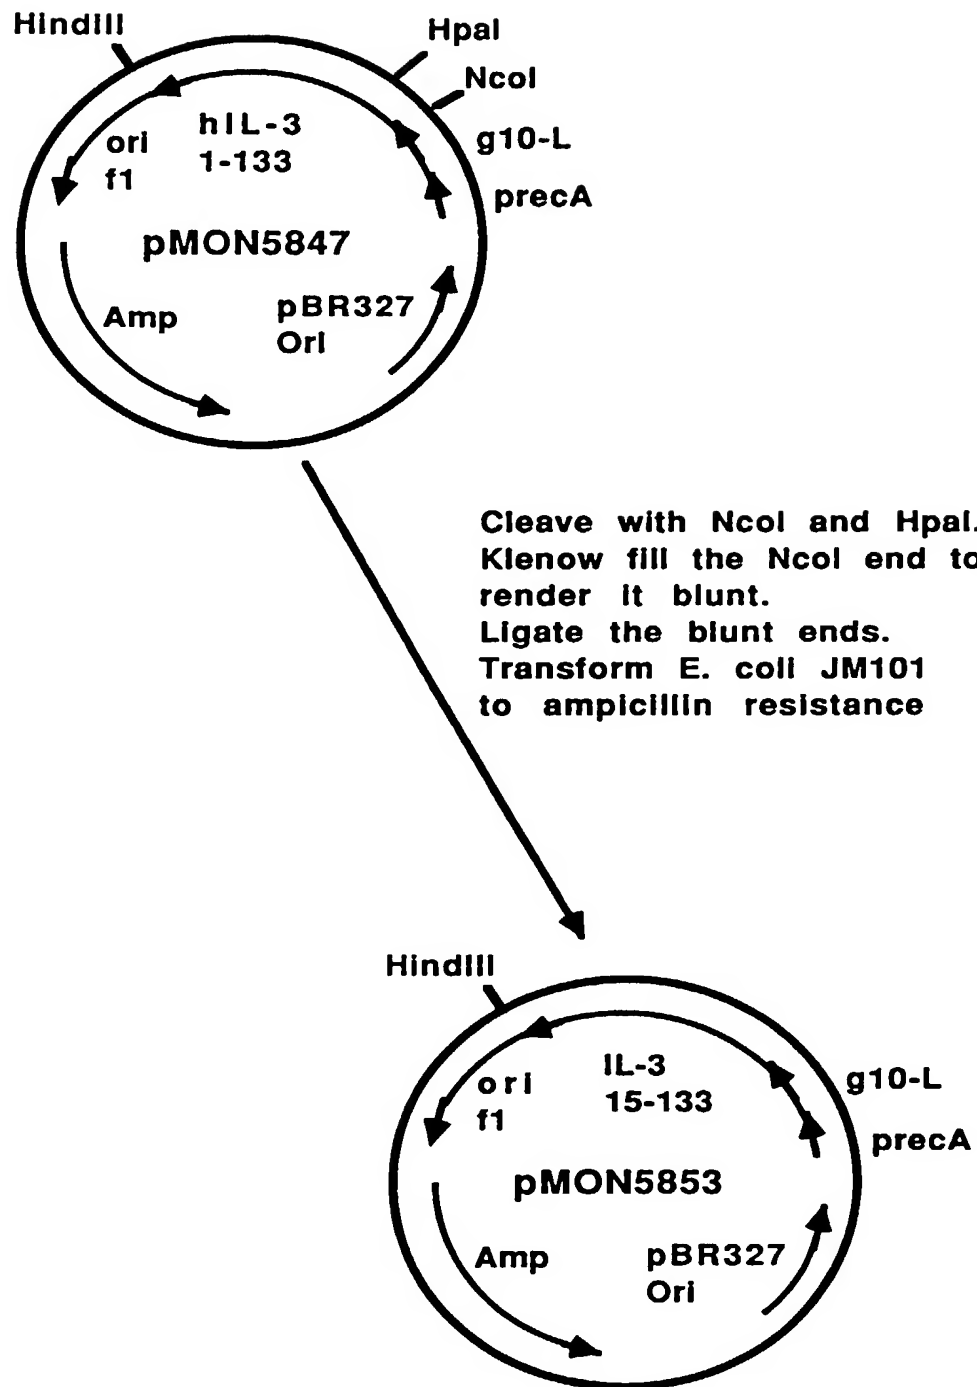 HindIII
HpaI
NcoI
g10-L
precA
hIL-3
1-133
ori
f1
pMON5847
Amp
pBR327
Ori
Cleave with NcoI and HpaI.
Klenow fill the NcoI end to
render it blunt.
Ligate the blunt ends.
Transform E. coli JM101
to ampicillin resistance
HindIII
g10-L
precA
IL-3
15-133
ori
f1
pMON5853
Amp
pBR327
Ori